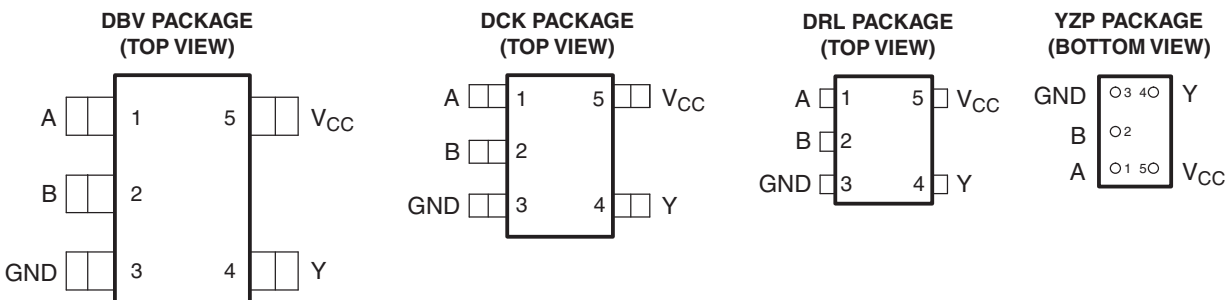 DBV PACKAGE
(TOP VIEW)
A 1 5 VCC
B 2
GND 3 4 Y
DCK PACKAGE
(TOP VIEW)
A 1 5 VCC
B 2
GND 3 4 Y
DRL PACKAGE
(TOP VIEW)
A 1 5 VCC
B 2
GND 3 4 Y
YZP PACKAGE
(BOTTOM VIEW)
GND 3 4 Y
B 2
A 1 5 VCC